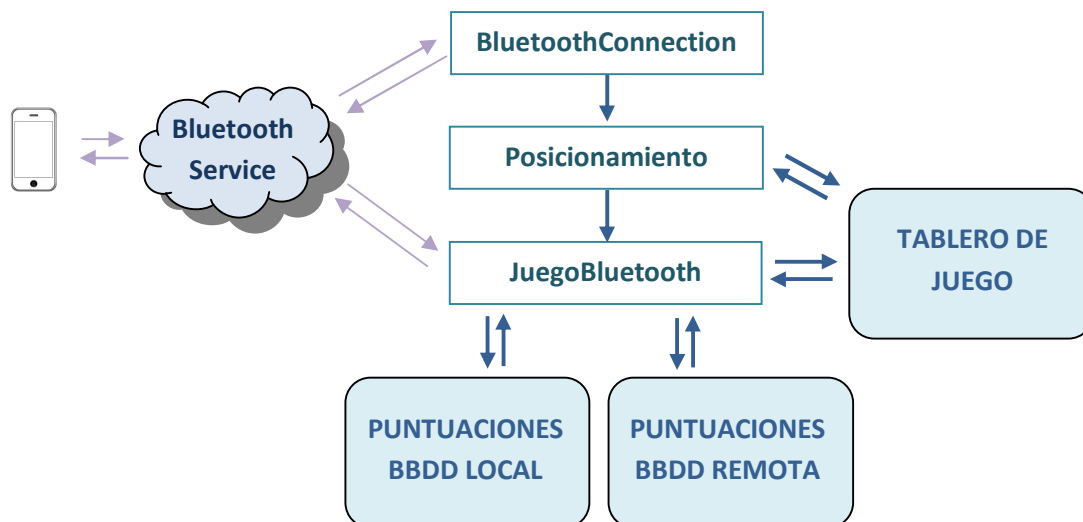 BluetoothConnection
Bluetooth
Service
Posicionamiento
JuegoBluetooth
TABLERO DE
JUEGO
PUNTUACIONES
BBDD LOCAL
PUNTUACIONES
BBDD REMOTA